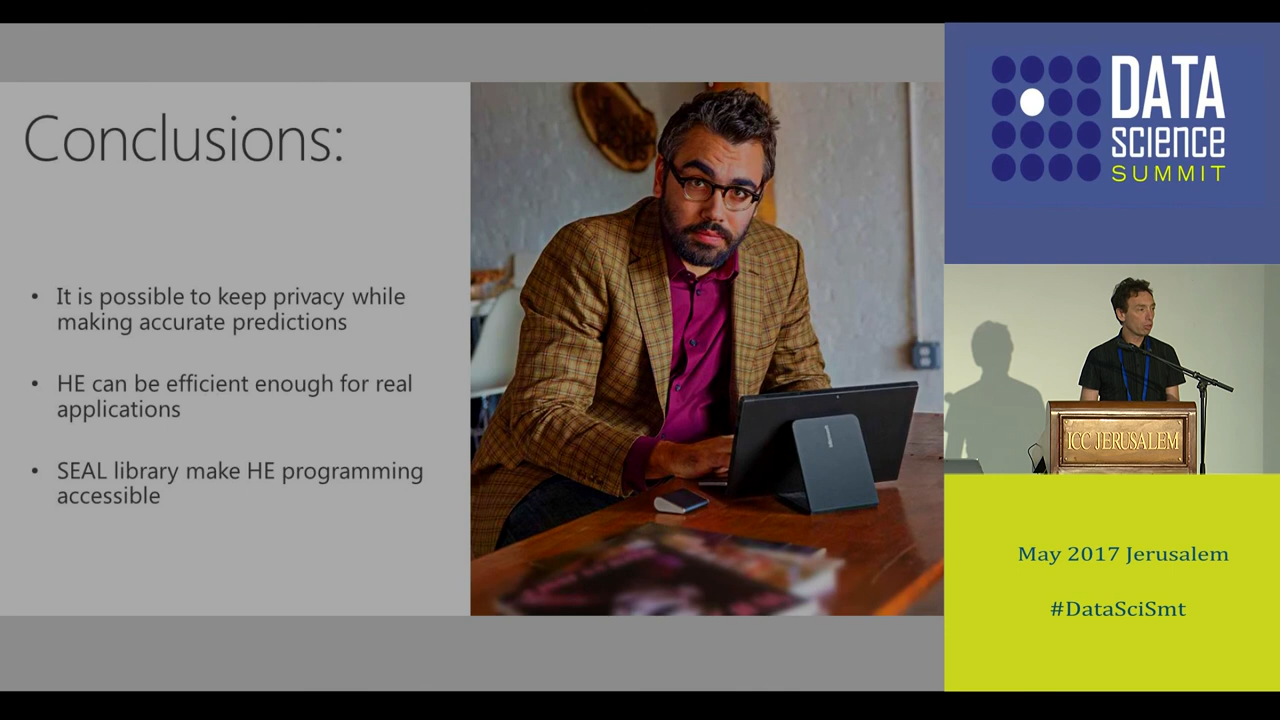 Conclusions:
• It is possible to keep privacy while
making accurate predictions
• HE can be efficient enough for real
applications
• SEAL library make HE programming
accessible
DATA
SCIENCE
SUMMIT
ICC JERUSALEM
May 2017 Jerusalem
#DataSciSmt